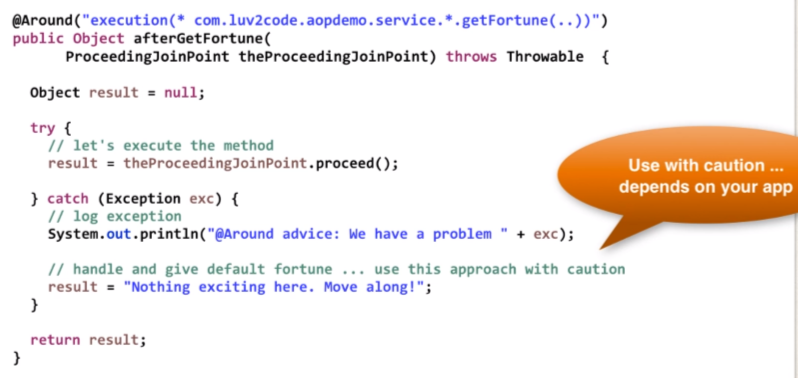 @Around("execution(* com.luv2code.aopdemo.service.*.getFortune(..))")
public Object afterGetFortune(
ProceedingJoinPoint theProceedingJoinPoint) throws Throwable {
Object result = null;
try {
// let's execute the method
result = theProceedingJoinPoint.proceed();
} catch (Exception exc) {
// log exception
System.out.println("@Around advice: We have a problem " + exc);
// handle and give default fortune ... use this approach with caution
result = "Nothing exciting here. Move along!";
}
return result;
}
Use with caution ...
depends on your app